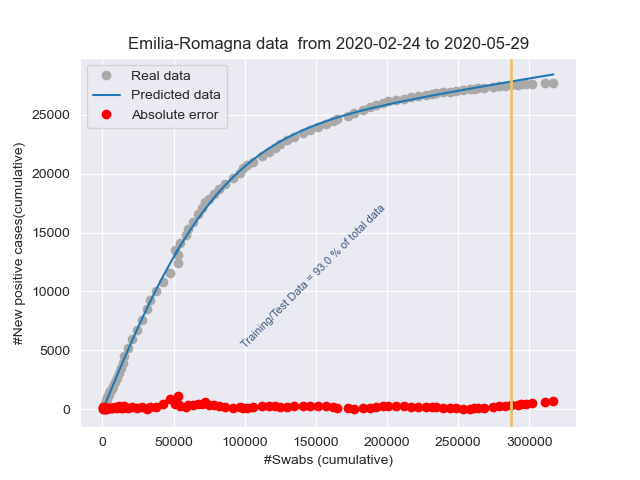 Emilia-Romagna data  from 2020-02-24 to 2020-05-29
Real data
Predicted data
Absolute error
#New positive cases(cumulative)
25000
20000
15000
10000
5000
0
Training/Test Data = 93.0 % of total data
0
50000
100000
150000
200000
250000
300000
#Swabs (cumulative)